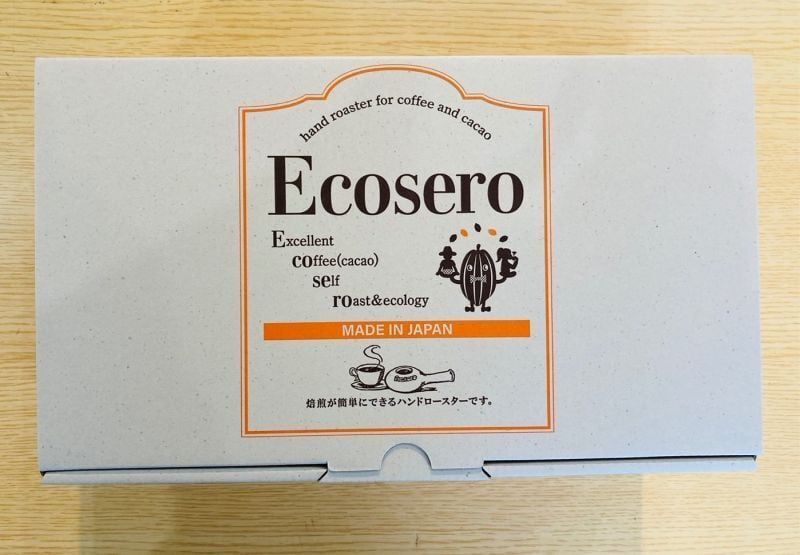 hand roaster for coffee and cacao
Ecosero
Excellent
coffee(cacao)
self
roast&ecology
MADE IN JAPAN
焙煎が簡単にできるハンドロースターです。